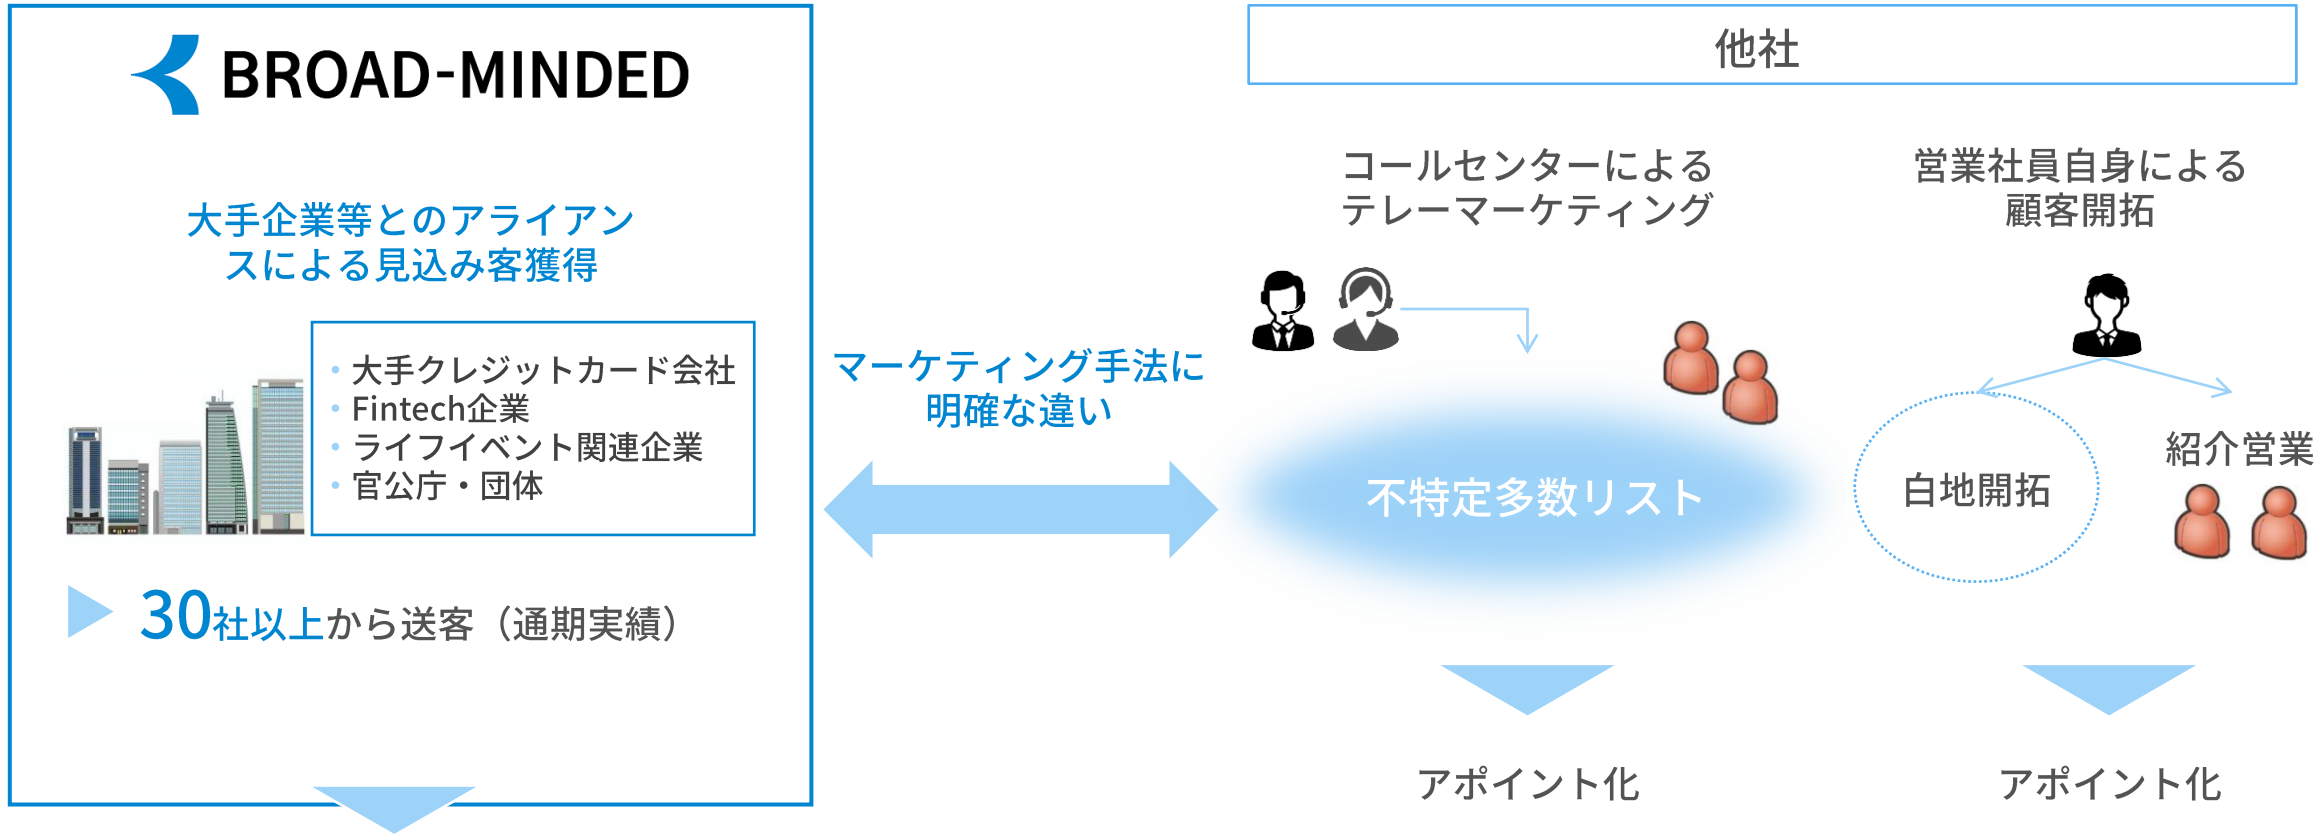 BROAD-MINDED
大手企業等とのアライアン
スによる見込み客獲得
• 大手クレジットカード会社
• Fintech企業
• ライフイベント関連企業
• 官公庁・団体
30社以上から送客（通期実績）
マーケティング手法に
明確な違い
他社
コールセンターによる
テレーマーケティング
不特定多数リスト
アポイント化
営業社員自身による
顧客開拓
白地開拓
紹介営業
アポイント化